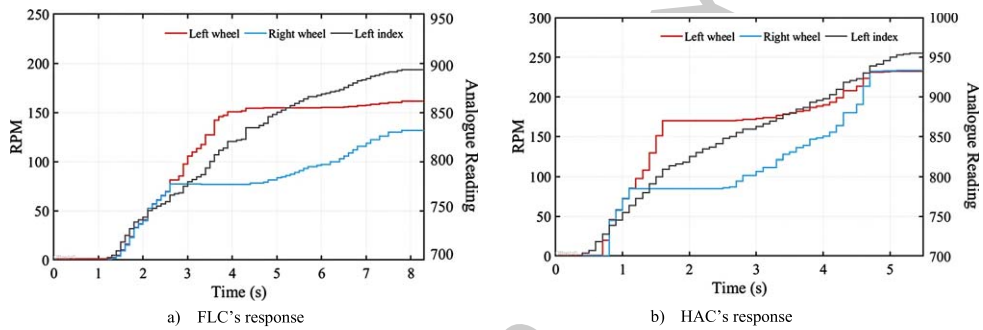 250
200
150
100
50
0
RPM
Left wheel Right wheel Left index
950
900
850
800
750
700
Analogue Reading
0 1 2 3 4 5 6 7 8
Time (s)
a) FLC's response
300
250
200
150
100
50
0
RPM
Left wheel Right wheel Left index
1000
950
900
850
800
750
700
Analogue Reading
0 1 2 3 4 5
Time (s)
b) HAC's response